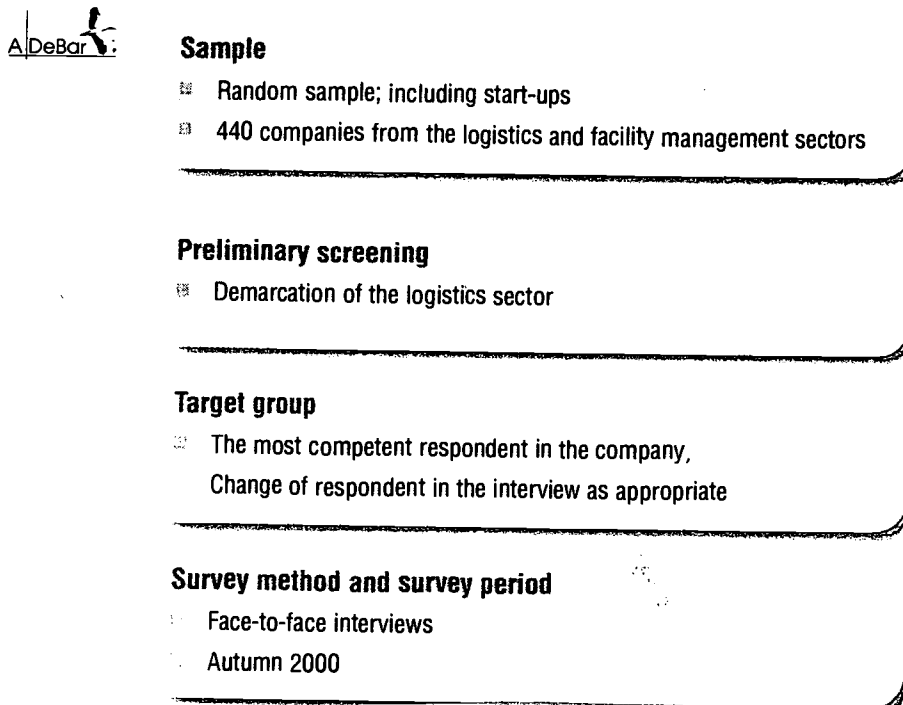 ADeBar
Sample
Random sample; including start-ups
440 companies from the logistics and facility management sectors
Preliminary screening
Demarcation of the logistics sector
Target group
The most competent respondent in the company,
Change of respondent in the interview as appropriate
Survey method and survey period
Face-to-face interviews
Autumn 2000